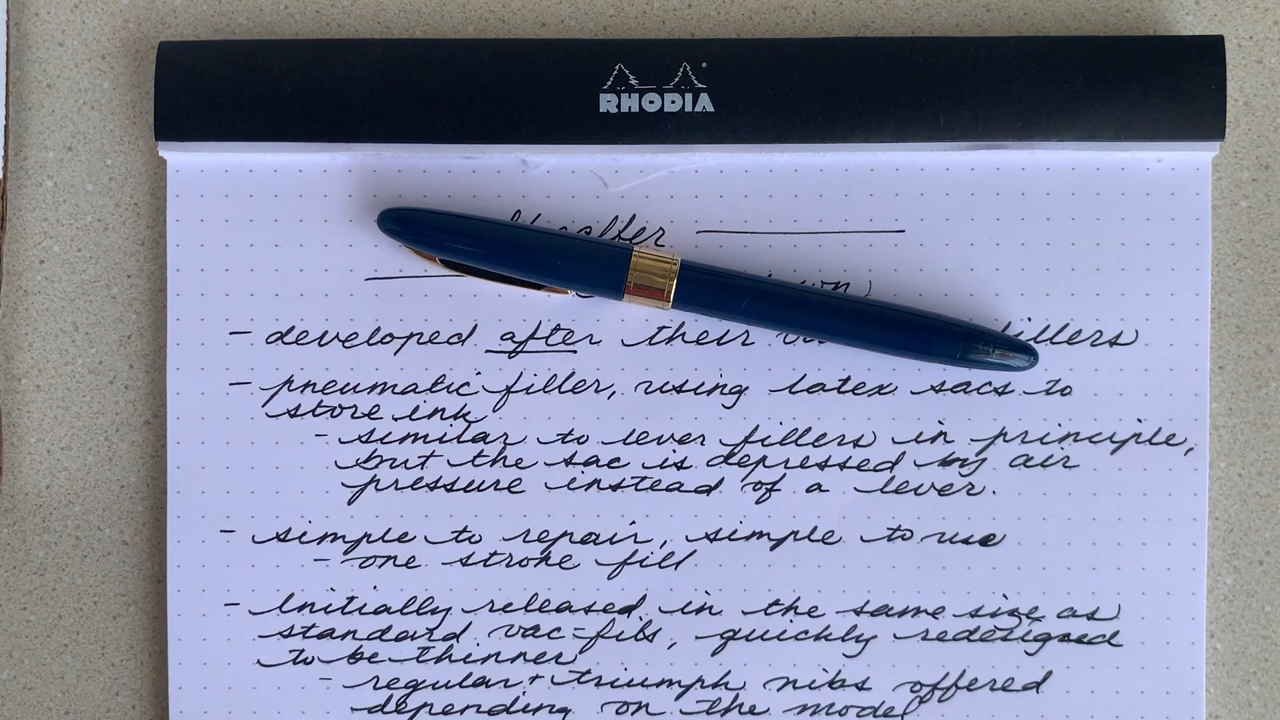 RHODIA
developed after their fillers
- pneumatic filler, using latex sacs to
store ink
- similar to lever fillers in principle,
but the sac is depressed by air
pressure instead of a lever.
- simple to repair, simple to use
- one stroke fill
- Initially released in the same size as
standard vac-fils, quickly redesigned
to be thinner
- regular + triumph nibs offered
depending on the model